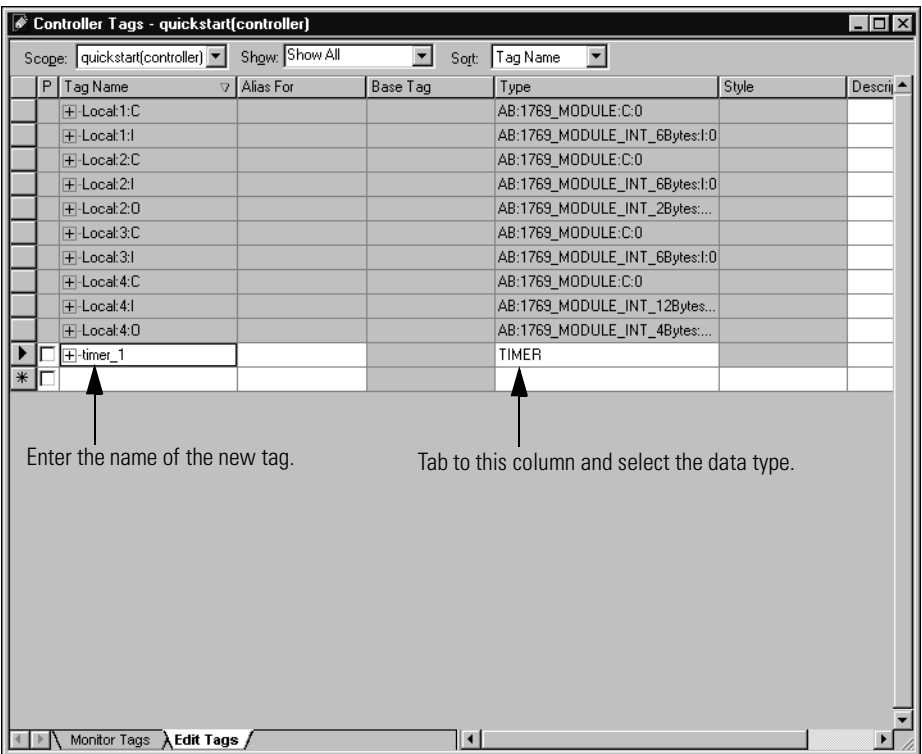 Controller Tags - quickstart(controller)
Scope: quickstart(controller) Show: Show All Sort: Tag Name
P Tag Name Alias For Base Tag Type Style Descri
Local:1:C AB:1769_MODULE:C:0
Local:1:I AB:1769_MODULE_INT_6Bytes:I:0
Local:2:C AB:1769_MODULE:C:0
Local:2:I AB:1769_MODULE_INT_6Bytes:I:0
Local:2:O AB:1769_MODULE_INT_2Bytes:...
Local:3:C AB:1769_MODULE:C:0
Local:3:I AB:1769_MODULE_INT_6Bytes:I:0
Local:4:C AB:1769_MODULE:C:0
Local:4:I AB:1769_MODULE_INT_12Bytes...
Local:4:O AB:1769_MODULE_INT_4Bytes:...
timer_1 TIMER
Enter the name of the new tag. Tab to this column and select the data type.
Monitor Tags Edit Tags